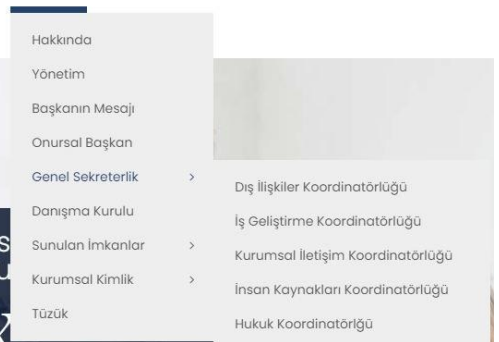 Hakkında
Yönetim
Başkanın Mesajı
Onursal Başkan
Genel Sekreterlik >
Danışma Kurulu
Sunulan İmkanlar >
Kurumsal Kimlik >
Tüzük
Dış İlişkiler Koordinatörlüğü
İş Geliştirme Koordinatörlüğü
Kurumsal İletişim Koordinatörlüğü
İnsan Kaynakları Koordinatörlüğü
Hukuk Koordinatörlğü